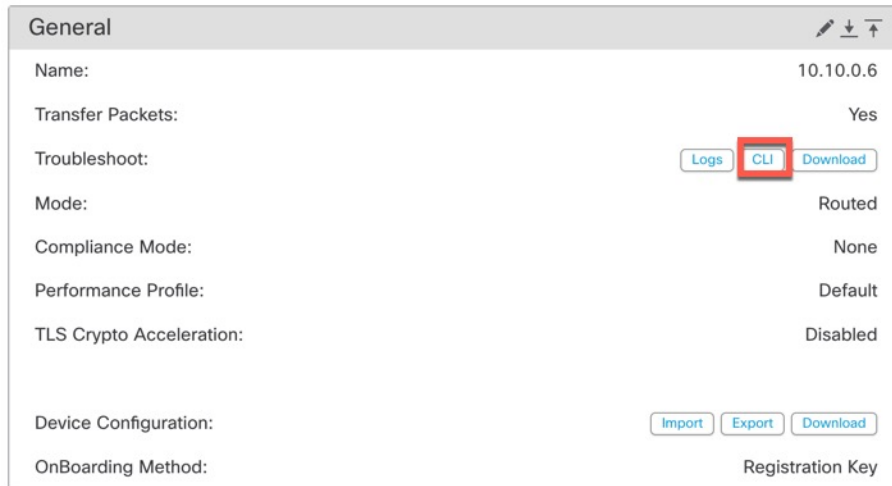 General
Name: 10.10.0.6
Transfer Packets: Yes
Troubleshoot: Logs CLI Download
Mode: Routed
Compliance Mode: None
Performance Profile: Default
TLS Crypto Acceleration: Disabled
Device Configuration: Import Export Download
OnBoarding Method: Registration Key